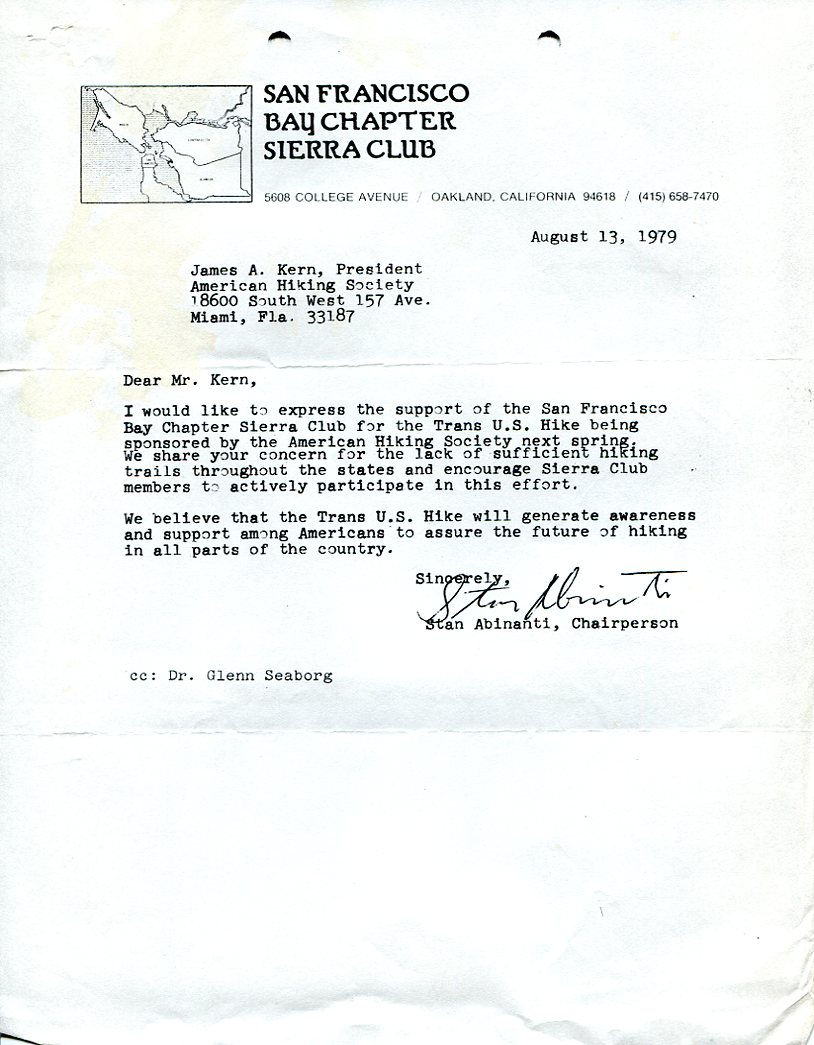 SAN FRANCISCO
BAY CHAPTER
SIERRA CLUB
5608 COLLEGE AVENUE / OAKLAND, CALIFORNIA 94618 / (415) 658-7470
August 13, 1979
James A. Kern, President
American Hiking Society
18600 South West 157 Ave.
Miami, Fla. 33187
Dear Mr. Kern,
I would like to express the support of the San Francisco
Bay Chapter Sierra Club for the Trans U.S. Hike being
sponsored by the American Hiking Society next spring.
We share your concern for the lack of sufficient hiking
trails throughout the states and encourage Sierra Club
members to actively participate in this effort.
We believe that the Trans U.S. Hike will generate awareness
and support among Americans to assure the future of hiking
in all parts of the country.
Sincerely,
Stan Abinanti
Stan Abinanti, Chairperson
cc: Dr. Glenn Seaborg